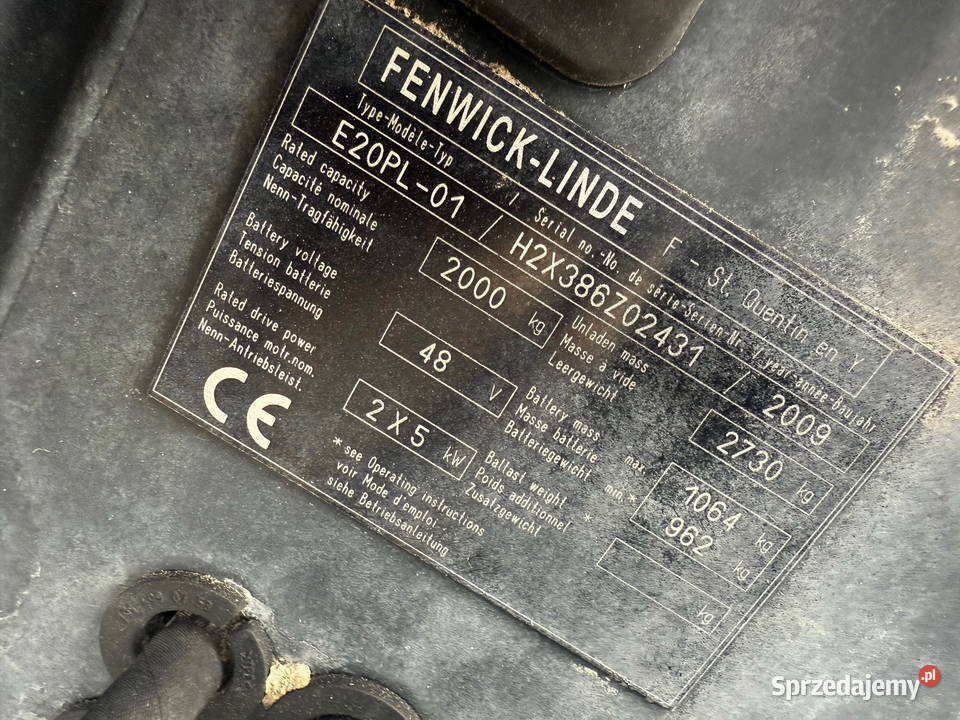 FENWICK-LINDE F - St. Quentin en Y
Type-Modèle-Typ / Serial no.-No. de série-Serien-Nr. / year-année-Baujahr
E20PL-01 / H2X386Z02431 / 2009
Rated capacity
Capacité nominale
Nenn-Tragfähigkeit
2000 kg
Unladen mass
Masse à vide
Leergewicht
2730 kg
Battery voltage
Tension batterie
Batteriespannung
48 V
Battery mass
Masse batterie
Batteriegewicht
max. 1064 kg
min.* 962 kg
Rated drive power
Puissance motr.nom.
Nenn-Antriebsleist.
2 X 5 kW
Ballast weight
Poids additionnel *
Zusatzgewicht
kg
CE
* see Operating instructions
voir Mode d'emploi
siehe Betriebsanleitung
Sprzedajemy.pl